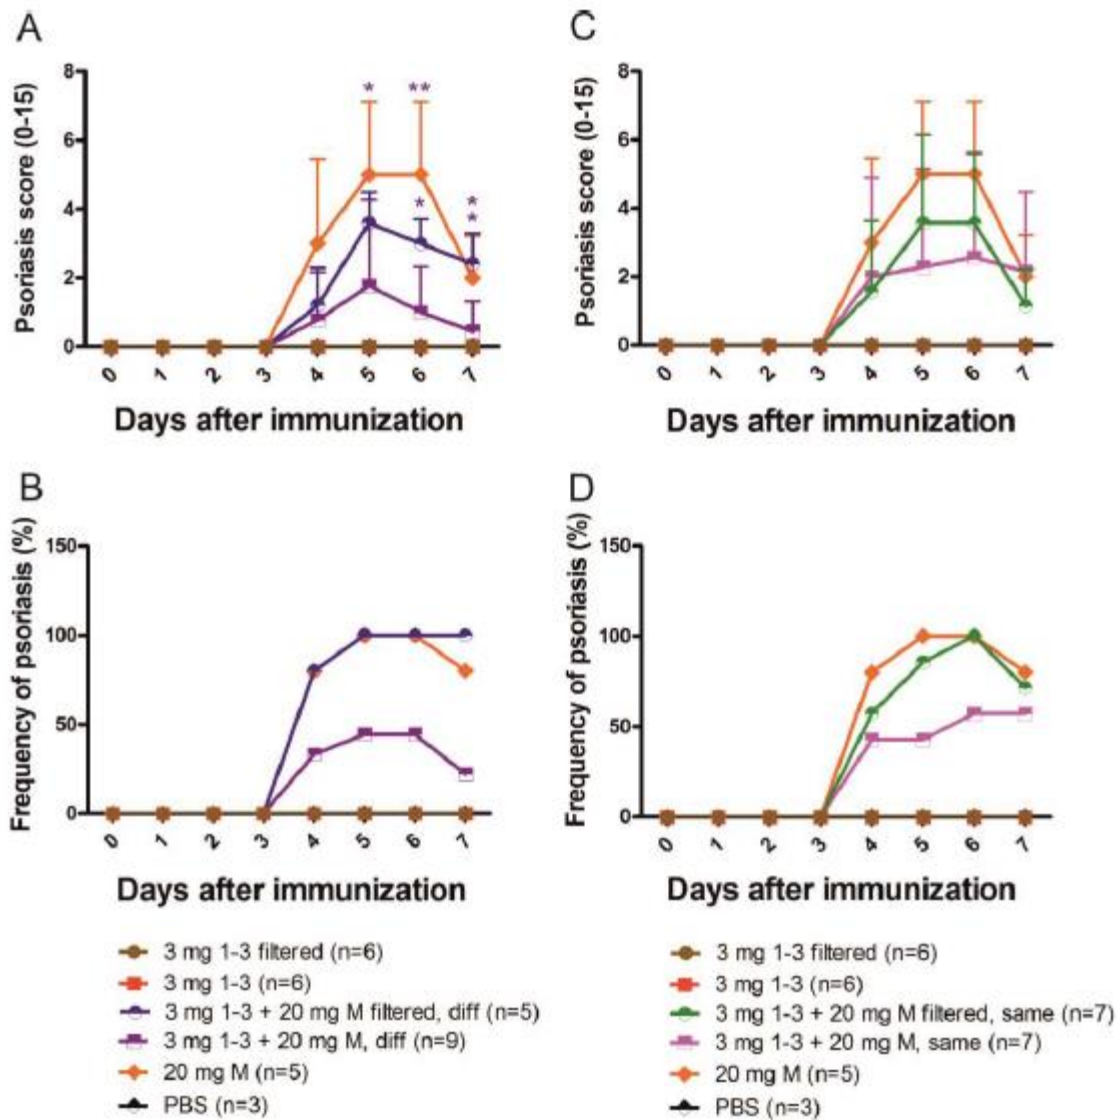 A
Psoriasis score (0-15)
8
6
4
2
0
* **
*
*
*
0 1 2 3 4 5 6 7
Days after immunization
C
Psoriasis score (0-15)
8
6
4
2
0
0 1 2 3 4 5 6 7
Days after immunization
B
Frequency of psoriasis (%)
150
100
50
0
0 1 2 3 4 5 6 7
Days after immunization
D
Frequency of psoriasis (%)
150
100
50
0
0 1 2 3 4 5 6 7
Days after immunization
3 mg 1-3 filtered (n=6)
3 mg 1-3 (n=6)
3 mg 1-3 + 20 mg M filtered, diff (n=5)
3 mg 1-3 + 20 mg M, diff (n=9)
20 mg M (n=5)
PBS (n=3)
3 mg 1-3 filtered (n=6)
3 mg 1-3 (n=6)
3 mg 1-3 + 20 mg M filtered, same (n=7)
3 mg 1-3 + 20 mg M, same (n=7)
20 mg M (n=5)
PBS (n=3)